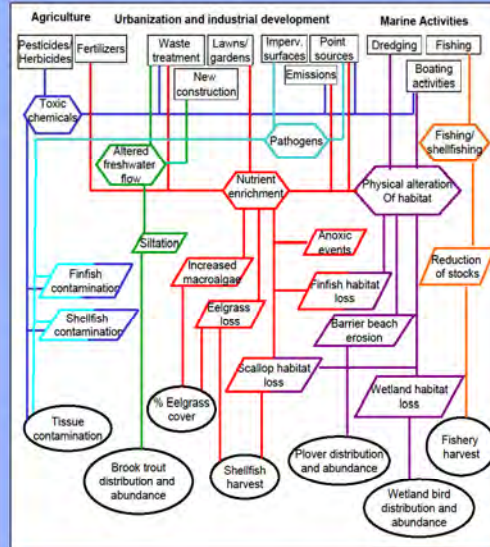 Agriculture
Urbanization and industrial development
Marine Activities
Pesticides/
Herbicides
Fertilizers
Waste
treatment
Lawns/
gardens
Imperv.
surfaces
Point
sources
Dredging
Fishing
New
construction
Emissions
Boating
activities
Toxic
chemicals
Altered
freshwater
flow
Pathogens
Nutrient
enrichment
Physical alteration
Of habitat
Fishing/
shellfishing
Siltation
Increased
macroalgae
Anoxic
events
Reduction
of stocks
Finfish
contamination
Eelgrass
loss
Finfish habitat
loss
Shellfish
contamination
Barrier beach
erosion
Scallop habitat
loss
Wetland habitat
loss
Tissue
contamination
% Eelgrass
cover
Brook trout
distribution and
abundance
Shellfish
harvest
Plover distribution
and abundance
Fishery
harvest
Wetland bird
distribution and
abundance